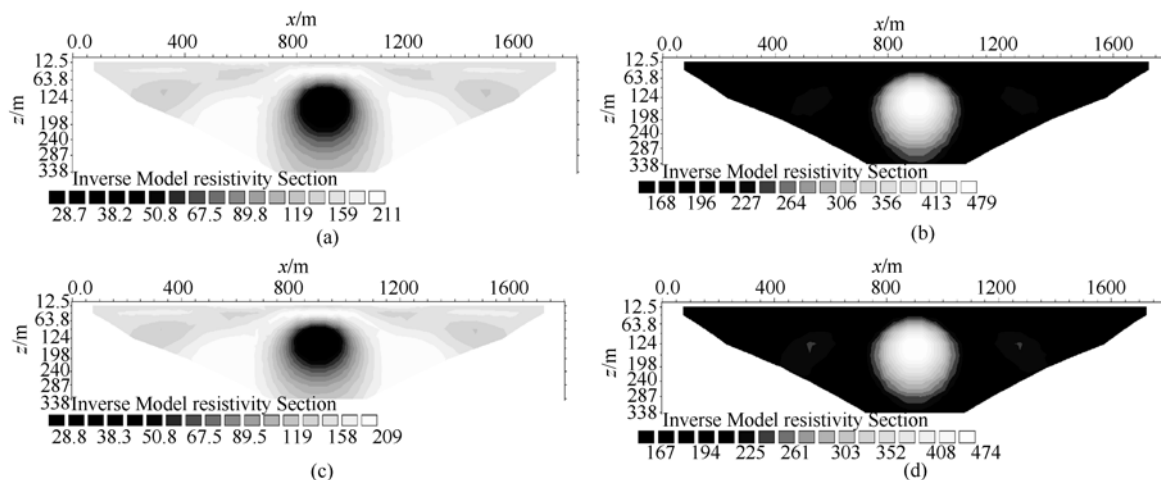 x/m
0.0 400 800 1200 1600
z/m
12.5
63.8
124
198
240
287
338
Inverse Model resistivity Section
28.7 38.2 50.8 67.5 89.8 119 159 211
(a)
x/m
0.0 400 800 1200 1600
z/m
12.5
63.8
124
198
240
287
338
Inverse Model resistivity Section
168 196 227 264 306 356 413 479
(b)
x/m
0.0 400 800 1200 1600
z/m
12.5
63.8
124
198
240
287
338
Inverse Model resistivity Section
28.8 38.3 50.8 67.5 89.5 119 158 209
(c)
x/m
0.0 400 800 1200 1600
z/m
12.5
63.8
124
198
240
287
338
Inverse Model resistivity Section
167 194 225 261 303 352 408 474
(d)